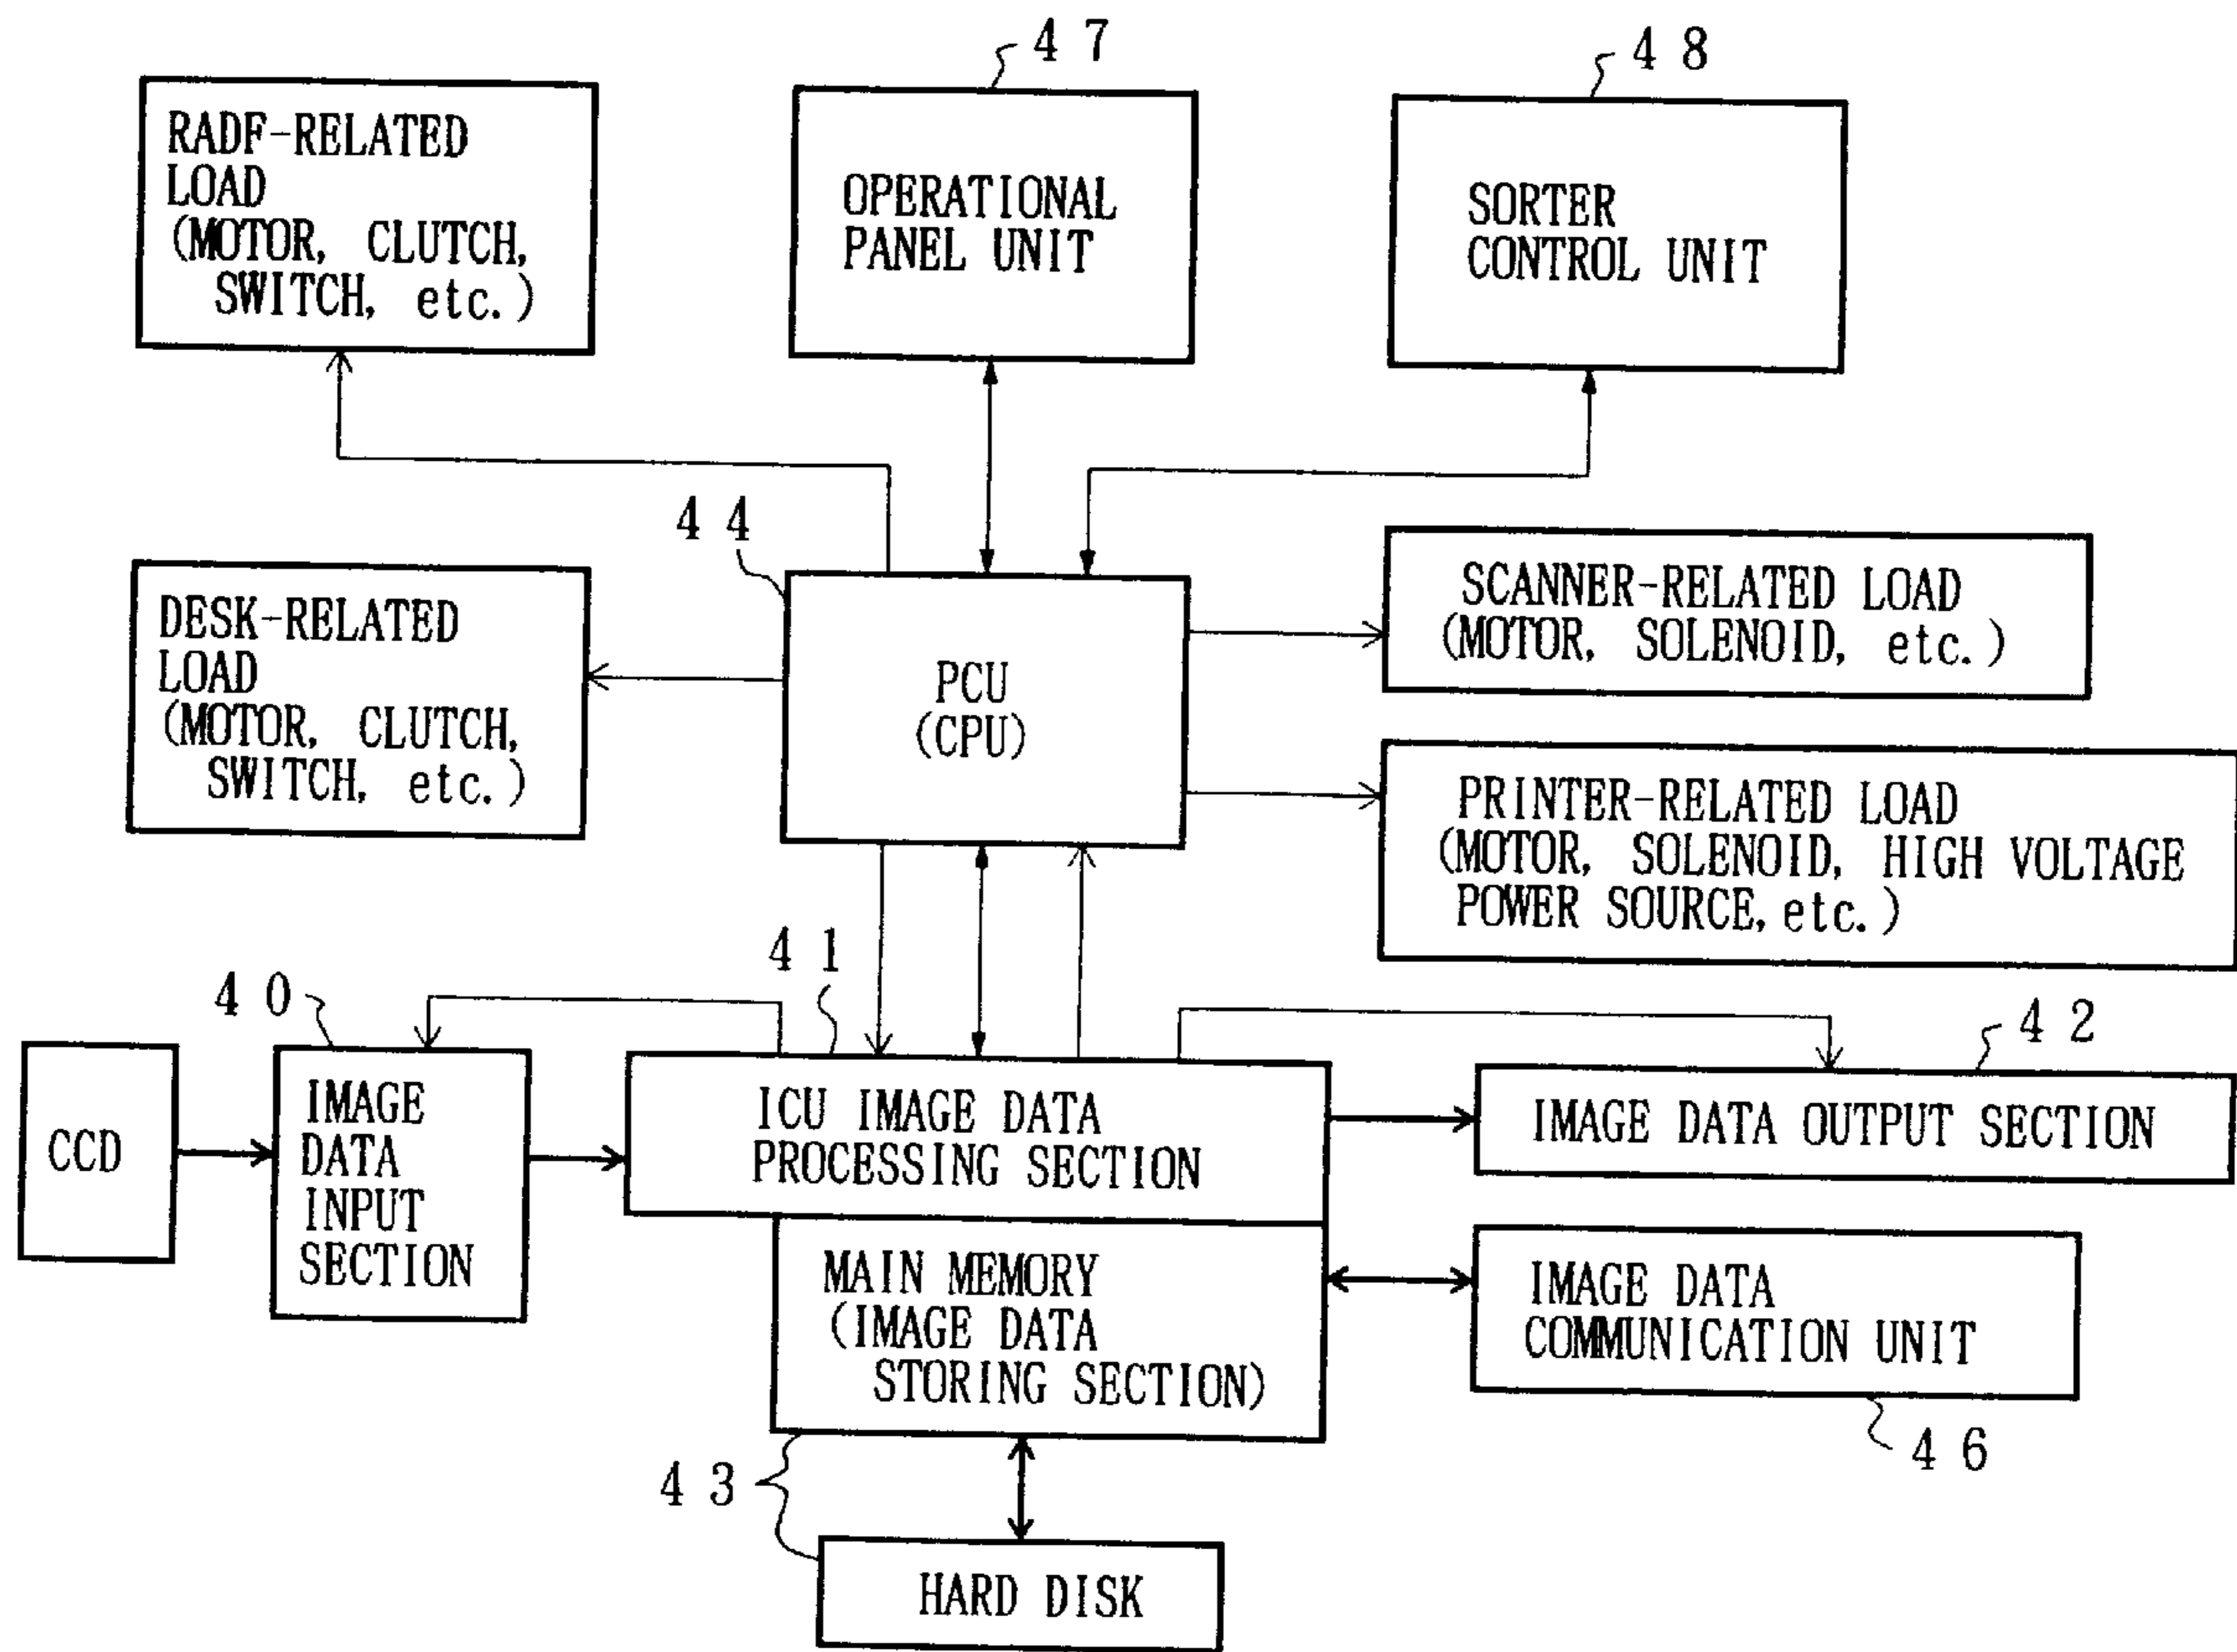 47
48
RADF-RELATED
LOAD
(MOTOR, CLUTCH,
SWITCH, etc.)
OPERATIONAL
PANEL UNIT
SORTER
CONTROL UNIT
44
DESK-RELATED
LOAD
(MOTOR, CLUTCH,
SWITCH, etc.)
PCU
(CPU)
SCANNER-RELATED LOAD
(MOTOR, SOLENOID, etc.)
PRINTER-RELATED LOAD
(MOTOR, SOLENOID, HIGH VOLTAGE
POWER SOURCE, etc.)
40
41
42
CCD
IMAGE
DATA
INPUT
SECTION
ICU IMAGE DATA
PROCESSING SECTION
IMAGE DATA OUTPUT SECTION
MAIN MEMORY
(IMAGE DATA
STORING SECTION)
IMAGE DATA
COMMUNICATION UNIT
46
43
HARD DISK